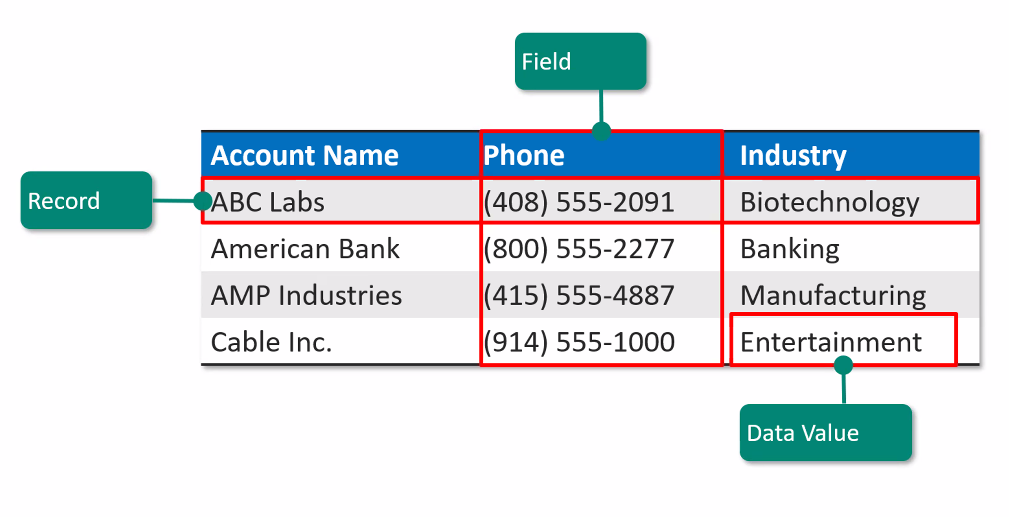 Field
Account Name Phone Industry
Record
ABC Labs (408) 555-2091 Biotechnology
American Bank (800) 555-2277 Banking
AMP Industries (415) 555-4887 Manufacturing
Cable Inc. (914) 555-1000 Entertainment
Data Value